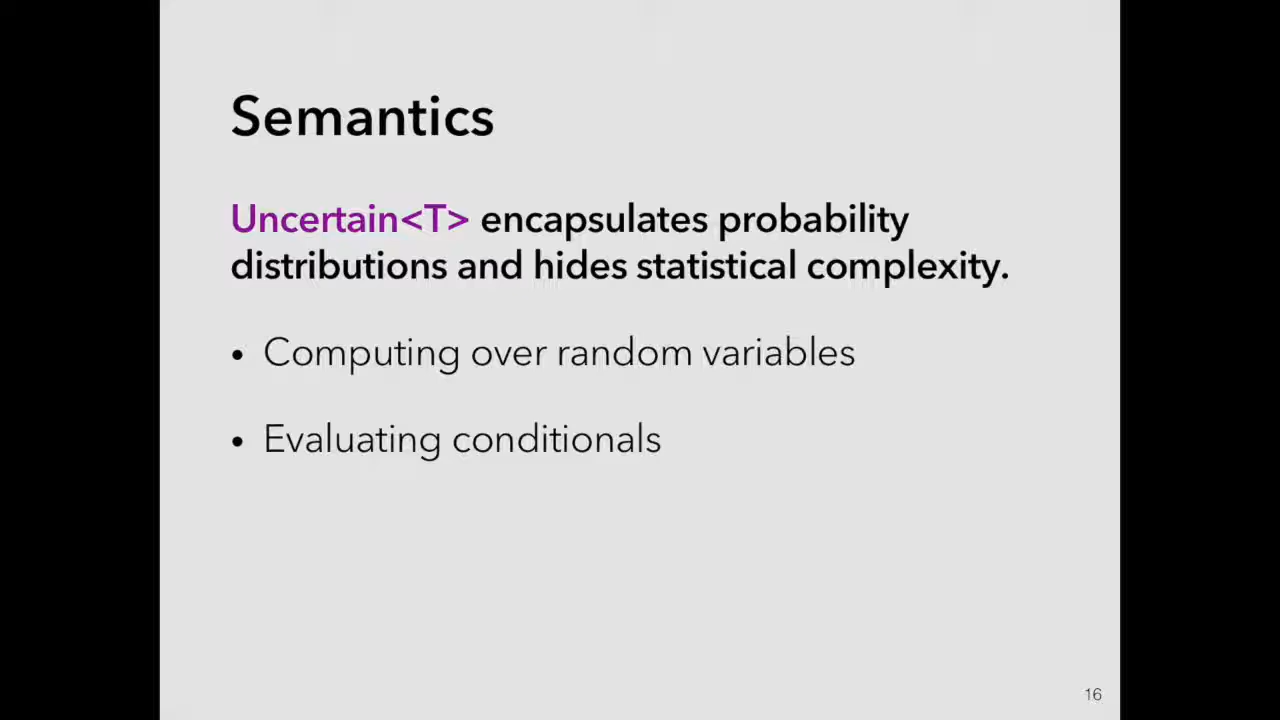 Semantics
Uncertain<T> encapsulates probability
distributions and hides statistical complexity.
• Computing over random variables
• Evaluating conditionals
16